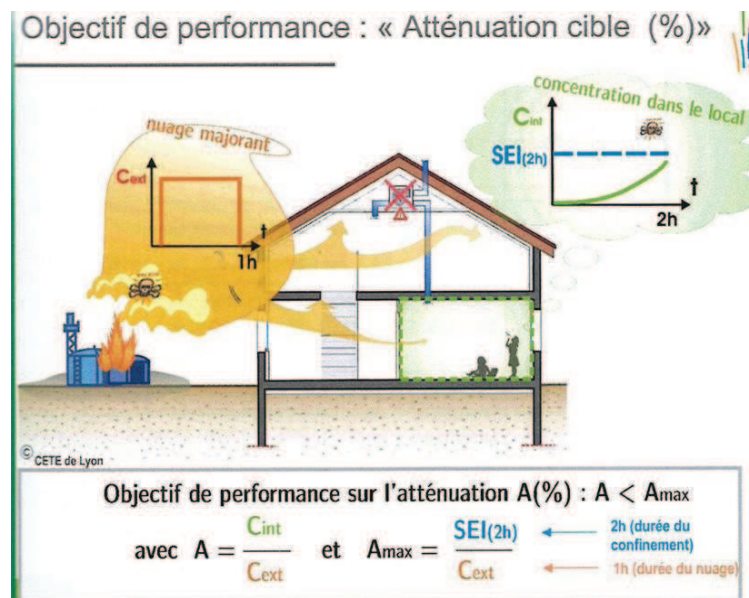 Objectif de performance : « Atténuation cible (%)»
nuage majorant
Cext
t
1h
concentration dans le local
Cint
SEI(2h)
t
2h
© CETE de Lyon
Objectif de performance sur l'atténuation A(%) : A < Amax
avec A = Cint / Cext et Amax = SEI(2h) / Cext
2h (durée du confinement)
1h (durée du nuage)